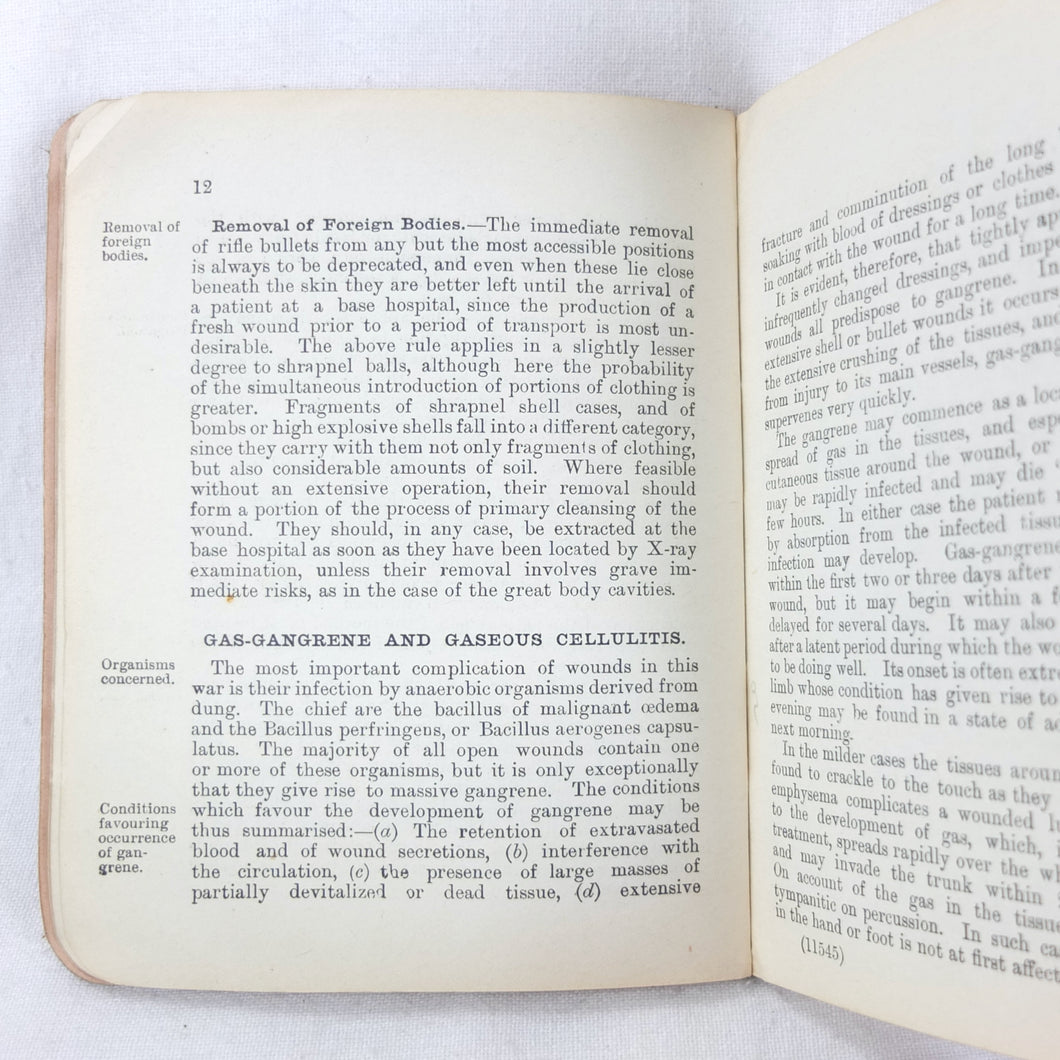 12
Removal of
foreign
bodies.
Removal of Foreign Bodies.—The immediate removal
of rifle bullets from any but the most accessible positions
is always to be deprecated, and even when these lie close
beneath the skin they are better left until the arrival of
a patient at a base hospital, since the production of a
fresh wound prior to a period of transport is most un-
desirable. The above rule applies in a slightly lesser
degree to shrapnel balls, although here the probability
of the simultaneous introduction of portions of clothing is
greater. Fragments of shrapnel shell cases, and of
bombs or high explosive shells fall into a different category,
since they carry with them not only fragments of clothing,
but also considerable amounts of soil. Where feasible
without an extensive operation, their removal should
form a portion of the process of primary cleansing of the
wound. They should, in any case, be extracted at the
base hospital as soon as they have been located by X-ray
examination, unless their removal involves grave im-
mediate risks, as in the case of the great body cavities.
GAS-GANGRENE AND GASEOUS CELLULITIS.
Organisms
concerned.
The most important complication of wounds in this
war is their infection by anaerobic organisms derived from
dung. The chief are the bacillus of malignant œdema
and the Bacillus perfringens, or Bacillus aerogenes capsu-
latus. The majority of all open wounds contain one
or more of these organisms, but it is only exceptionally
that they give rise to massive gangrene. The conditions
Conditions
favouring
occurrence
of gan-
grene.
which favour the development of gangrene may be
thus summarised:—(a) The retention of extravasated
blood and of wound secretions, (b) interference with
the circulation, (c) the presence of large masses of
partially devitalized or dead tissue, (d) extensive
fracture and comminution of the long
soaking with blood of dressings or clothes
in contact with the wound for a long time.
It is evident, therefore, that tightly
infrequently changed dressings, and
wounds all predispose to gangrene. In
extensive shell or bullet wounds it occurs
the extensive crushing of the tissues, and
from injury to its main vessels,
supervenes very quickly.
The gangrene may commence as a
spread of gas in the tissues, and
cutaneous tissue around the wound, or
may be rapidly infected and may die
few hours. In either case the patient
by absorption from the infected
infection may develop. Gas-gangrene
within the first two or three days after
wound, but it may begin within a
delayed for several days. It may also
after a latent period during which the
to be doing well. Its onset is often
limb whose condition has given rise to
evening may be found in a state of
next morning.
In the milder cases the tissues
found to crackle to the touch as they
emphysema complicates a wounded
to the development of gas, which,
treatment, spreads rapidly over the
and may invade the trunk within
On account of the gas in the
tympanitic on percussion. In such
in the hand or foot is not at first
(11545)